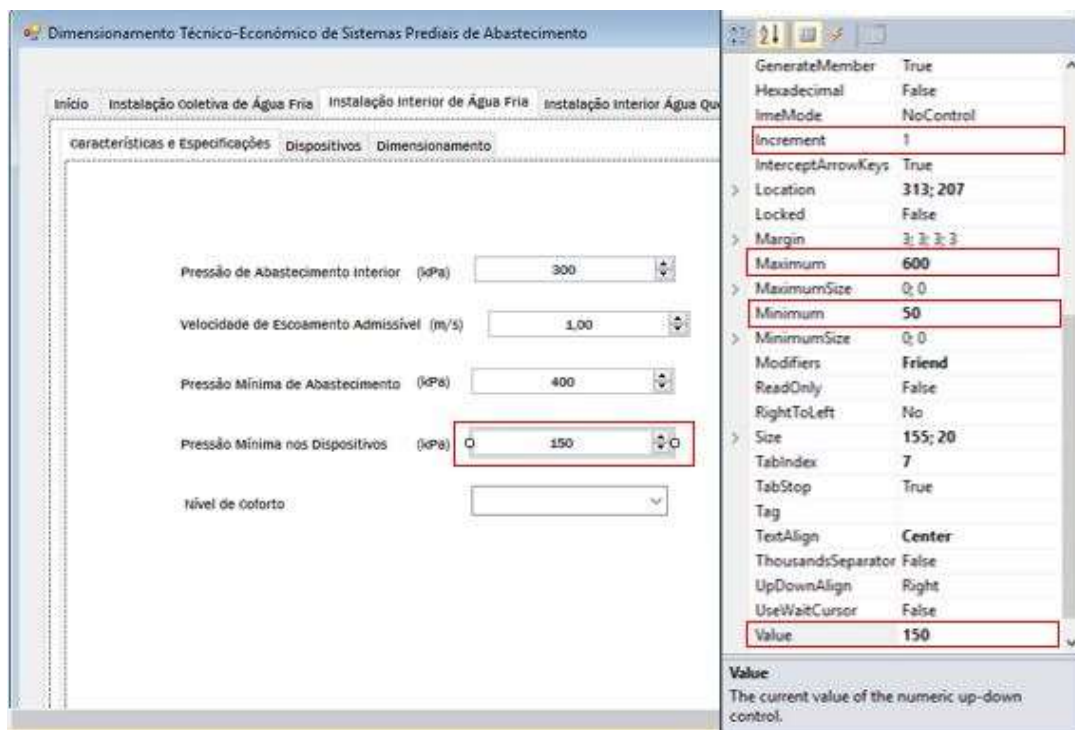 Dimensionamento Técnico-Económico de Sistemas Prediais de Abastecimento
Início Instalação Coletiva de Água Fria Instalação Interior de Água Fria Instalação Interior Água Qu
Características e Especificações Dispositivos Dimensionamento
Pressão de Abastecimento Interior (kPa) 300
Velocidade de Escoamento Admissível (m/s) 1,00
Pressão Mínima de Abastecimento (kPa) 400
Pressão Mínima nos Dispositivos (kPa) 150
Nível de Coforto
GenerateMember True
Hexadecimal False
ImeMode NoControl
Increment 1
InterceptArrowKeys True
Location 313; 207
Locked False
Margin 3; 3; 3; 3
Maximum 600
MaximumSize 0; 0
Minimum 50
MinimumSize 0; 0
Modifiers Friend
ReadOnly False
RightToLeft No
Size 155; 20
TabIndex 7
TabStop True
Tag
TextAlign Center
ThousandsSeparator False
UpDownAlign Right
UseWaitCursor False
Value 150
Value
The current value of the numeric up-down
control.